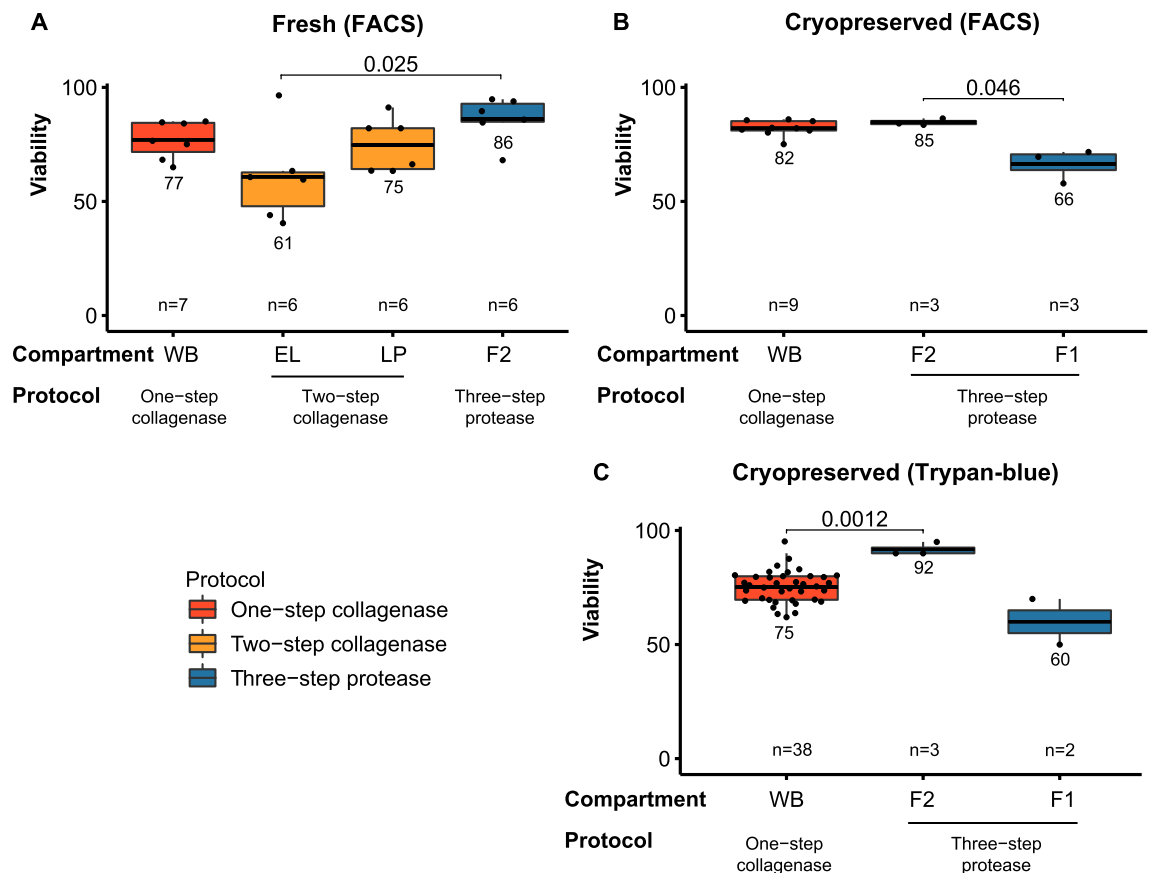 A
Fresh (FACS)
0.025
100
50
0
Viability
77
61
75
86
n=7
n=6
n=6
n=6
Compartment WB EL LP F2
Protocol
One−step
collagenase
Two−step
collagenase
Three−step
protease
B
Cryopreserved (FACS)
0.046
100
50
0
Viability
82
85
66
n=9
n=3
n=3
Compartment WB F2 F1
Protocol
One−step
collagenase
Three−step
protease
Protocol
One−step collagenase
Two−step collagenase
Three−step protease
C
Cryopreserved (Trypan−blue)
0.0012
100
50
0
Viability
75
92
60
n=38
n=3
n=2
Compartment WB F2 F1
Protocol
One−step
collagenase
Three−step
protease